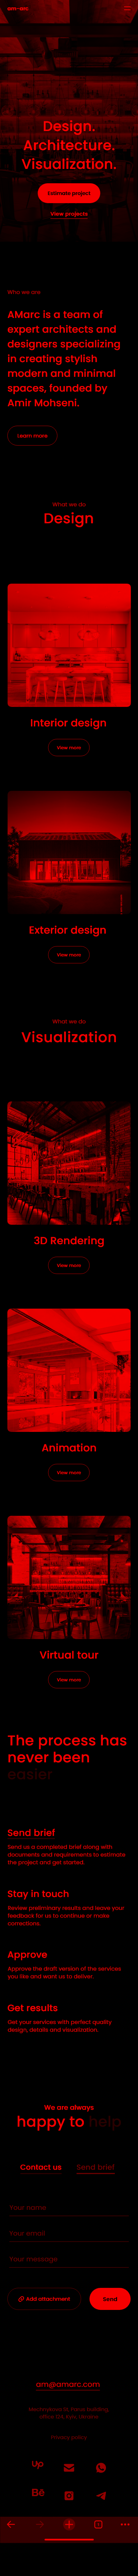 am-arc
Design.
Architecture.
Visualization.
Estimate project
View projects
Who we are
AMarc is a team of
expert architects and
designers specializing
in creating stylish
modern and minimal
spaces, founded by
Amir Mohseni.
Learn more
What we do
Design
Interior design
View more
Exterior design
View more
What we do
Visualization
3D Rendering
View more
Animation
View more
Virtual tour
View more
The process has
never been
easier
Send brief
Send us a completed brief along with
documents and requirements to estimate
the project and get started.
Stay in touch
Review preliminary results and leave your
feedback for us to continue or make
corrections.
Approve
Approve the draft version of the services
you like and want us to deliver.
Get results
Get your services with perfect quality
design, details and visualization.
We are always
happy to help
Contact us
Send brief
Your name
Your email
Your message
Add attachment
Send
am@amarc.com
Privacy policy
Up
Bē